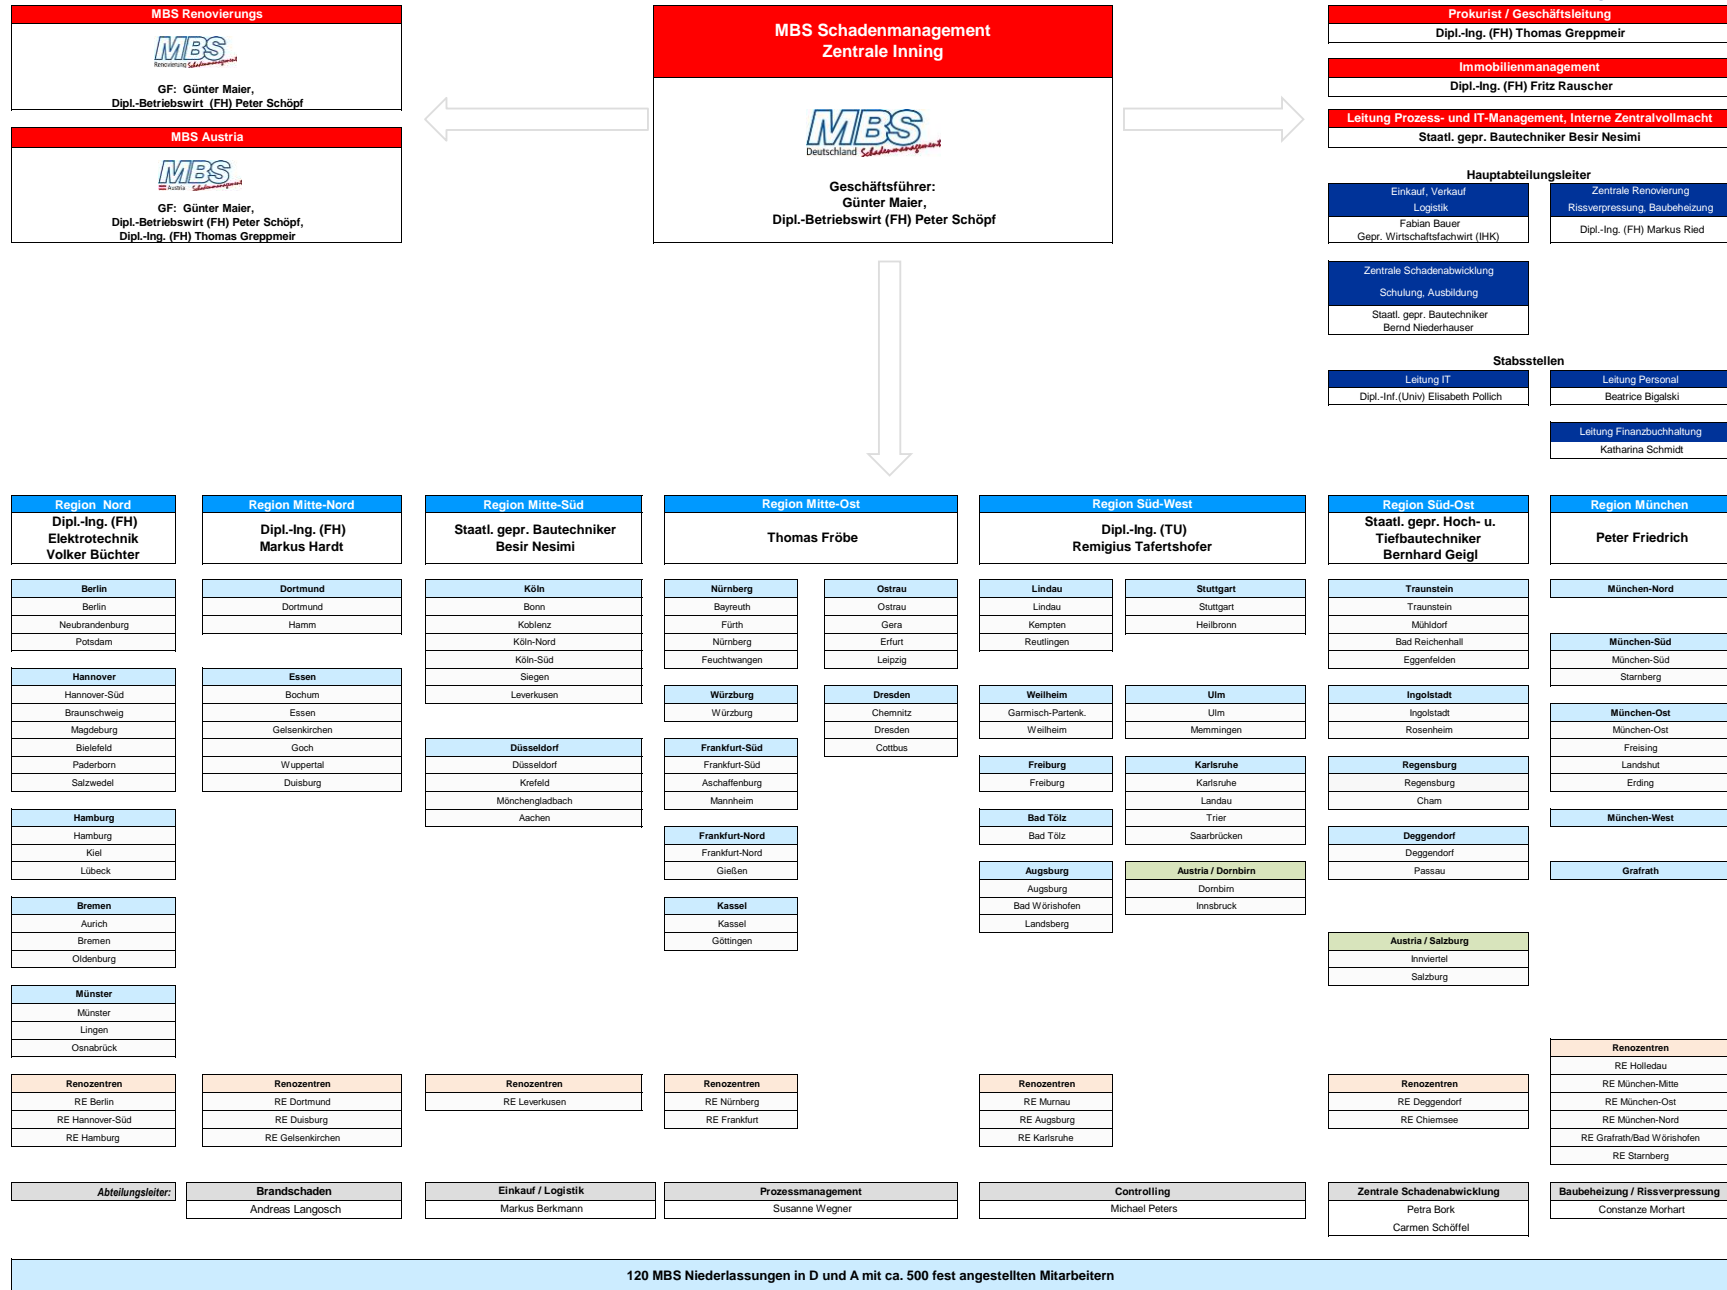 MBS Renovierungs
MBS
Renovierung Schadenmanagement
GF: Günter Maier,
Dipl.-Betriebswirt (FH) Peter Schöpf
MBS Austria
MBS
Austria Schadenmanagement
GF: Günter Maier,
Dipl.-Betriebswirt (FH) Peter Schöpf,
Dipl.-Ing. (FH) Thomas Greppmeir
MBS Schadenmanagement
Zentrale Inning
MBS
Deutschland Schadenmanagement
Geschäftsführer:
Günter Maier,
Dipl.-Betriebswirt (FH) Peter Schöpf
Prokurist / Geschäftsleitung
Dipl.-Ing. (FH) Thomas Greppmeir
Immobilienmanagement
Dipl.-Ing. (FH) Fritz Rauscher
Leitung Prozess- und IT-Management, Interne Zentralvollmacht
Staatl. gepr. Bautechniker Besir Nesimi
Hauptabteilungsleiter
Einkauf, Verkauf
Logistik
Fabian Bauer
Gepr. Wirtschaftsfachwirt (IHK)
Zentrale Renovierung
Rissverpressung, Baubeheizung
Dipl.-Ing. (FH) Markus Ried
Zentrale Schadenabwicklung
Schulung, Ausbildung
Staatl. gepr. Bautechniker
Bernd Niederhauser
Stabsstellen
Leitung IT
Dipl.-Inf.(Univ) Elisabeth Pollich
Leitung Personal
Beatrice Bigalski
Leitung Finanzbuchhaltung
Katharina Schmidt
Region Nord
Dipl.-Ing. (FH)
Elektrotechnik
Volker Büchter
Berlin
Berlin
Neubrandenburg
Potsdam
Hannover
Hannover-Süd
Braunschweig
Magdeburg
Bielefeld
Paderborn
Salzwedel
Hamburg
Hamburg
Kiel
Lübeck
Bremen
Aurich
Bremen
Oldenburg
Münster
Münster
Lingen
Osnabrück
Renozentren
RE Berlin
RE Hannover-Süd
RE Hamburg
Region Mitte-Nord
Dipl.-Ing. (FH)
Markus Hardt
Dortmund
Dortmund
Hamm
Essen
Bochum
Essen
Gelsenkirchen
Goch
Wuppertal
Duisburg
Renozentren
RE Dortmund
RE Duisburg
RE Gelsenkirchen
Region Mitte-Süd
Staatl. gepr. Bautechniker
Besir Nesimi
Köln
Bonn
Koblenz
Köln-Nord
Köln-Süd
Siegen
Leverkusen
Düsseldorf
Düsseldorf
Krefeld
Mönchengladbach
Aachen
Renozentren
RE Leverkusen
Region Mitte-Ost
Thomas Fröbe
Nürnberg
Bayreuth
Fürth
Nürnberg
Feuchtwangen
Würzburg
Würzburg
Frankfurt-Süd
Frankfurt-Süd
Aschaffenburg
Mannheim
Frankfurt-Nord
Frankfurt-Nord
Gießen
Kassel
Kassel
Göttingen
Renozentren
RE Nürnberg
RE Frankfurt
Ostrau
Ostrau
Gera
Erfurt
Leipzig
Dresden
Chemnitz
Dresden
Cottbus
Region Süd-West
Dipl.-Ing. (TU)
Remigius Tafertshofer
Lindau
Lindau
Kempten
Reutlingen
Weilheim
Garmisch-Partenk.
Weilheim
Freiburg
Freiburg
Bad Tölz
Bad Tölz
Augsburg
Augsburg
Bad Wörishofen
Landsberg
Renozentren
RE Murnau
RE Augsburg
RE Karlsruhe
Stuttgart
Stuttgart
Heilbronn
Ulm
Ulm
Memmingen
Karlsruhe
Karlsruhe
Landau
Trier
Saarbrücken
Austria / Dornbirn
Dornbirn
Innsbruck
Region Süd-Ost
Staatl. gepr. Hoch- u.
Tiefbautechniker
Bernhard Geigl
Traunstein
Traunstein
Mühldorf
Bad Reichenhall
Eggenfelden
Ingolstadt
Ingolstadt
Rosenheim
Regensburg
Regensburg
Cham
Deggendorf
Deggendorf
Passau
Austria / Salzburg
Innviertel
Salzburg
Renozentren
RE Deggendorf
RE Chiemsee
Region München
Peter Friedrich
München-Nord
München-Süd
München-Süd
Starnberg
München-Ost
München-Ost
Freising
Landshut
Erding
München-West
Grafrath
Renozentren
RE Holledau
RE München-Mitte
RE München-Ost
RE München-Nord
RE Grafrath/Bad Wörishofen
RE Starnberg
Abteilungsleiter:
Brandschaden
Andreas Langosch
Einkauf / Logistik
Markus Berkmann
Prozessmanagement
Susanne Wegner
Controlling
Michael Peters
Zentrale Schadenabwicklung
Petra Bork
Carmen Schöffel
Baubeheizung / Rissverpressung
Constanze Morhart
120 MBS Niederlassungen in D und A mit ca. 500 fest angestellten Mitarbeitern